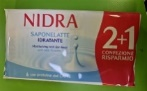 NIDRA
SAPONELATTE
IDRATANTE
2+1
CONFEZIONE
RISPARMIO